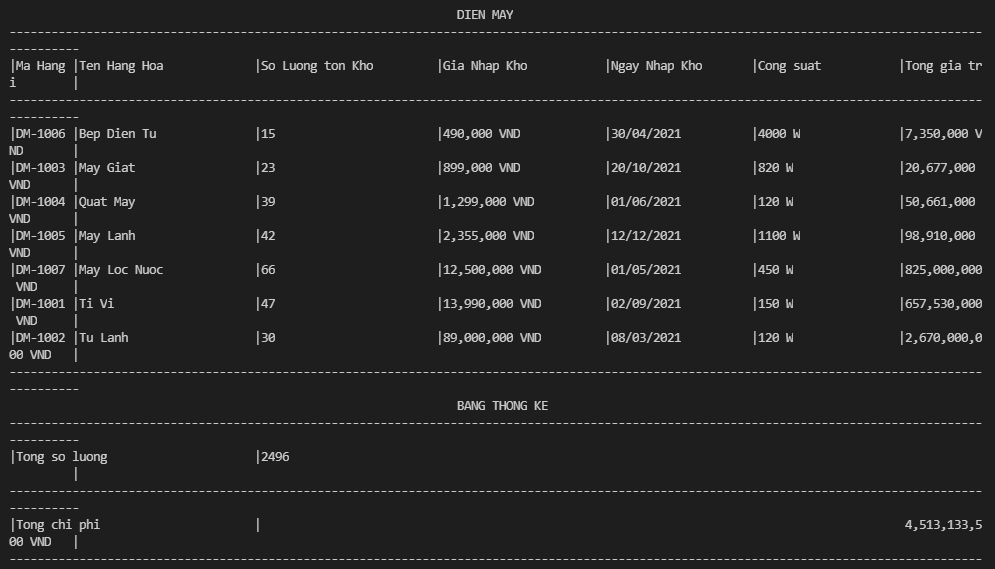 DIEN MAY
-------------------------------------------------------------------------------------------------------------------------------------------
----------
|Ma Hang |Ten Hang Hoa |So Luong ton Kho |Gia Nhap Kho |Ngay Nhap Kho |Cong suat |Tong gia tr
i |
-------------------------------------------------------------------------------------------------------------------------------------------
----------
|DM-1006 |Bep Dien Tu |15 |490,000 VND |30/04/2021 |4000 W |7,350,000 V
ND |
|DM-1003 |May Giat |23 |899,000 VND |20/10/2021 |820 W |20,677,000
VND |
|DM-1004 |Quat May |39 |1,299,000 VND |01/06/2021 |120 W |50,661,000
VND |
|DM-1005 |May Lanh |42 |2,355,000 VND |12/12/2021 |1100 W |98,910,000
VND |
|DM-1007 |May Loc Nuoc |66 |12,500,000 VND |01/05/2021 |450 W |825,000,000
VND |
|DM-1001 |Ti Vi |47 |13,990,000 VND |02/09/2021 |150 W |657,530,000
VND |
|DM-1002 |Tu Lanh |30 |89,000,000 VND |08/03/2021 |120 W |2,670,000,0
00 VND |
-------------------------------------------------------------------------------------------------------------------------------------------
----------
BANG THONG KE
-------------------------------------------------------------------------------------------------------------------------------------------
----------
|Tong so luong |2496
|
-------------------------------------------------------------------------------------------------------------------------------------------
----------
|Tong chi phi | 4,513,133,5
00 VND |
-------------------------------------------------------------------------------------------------------------------------------------------